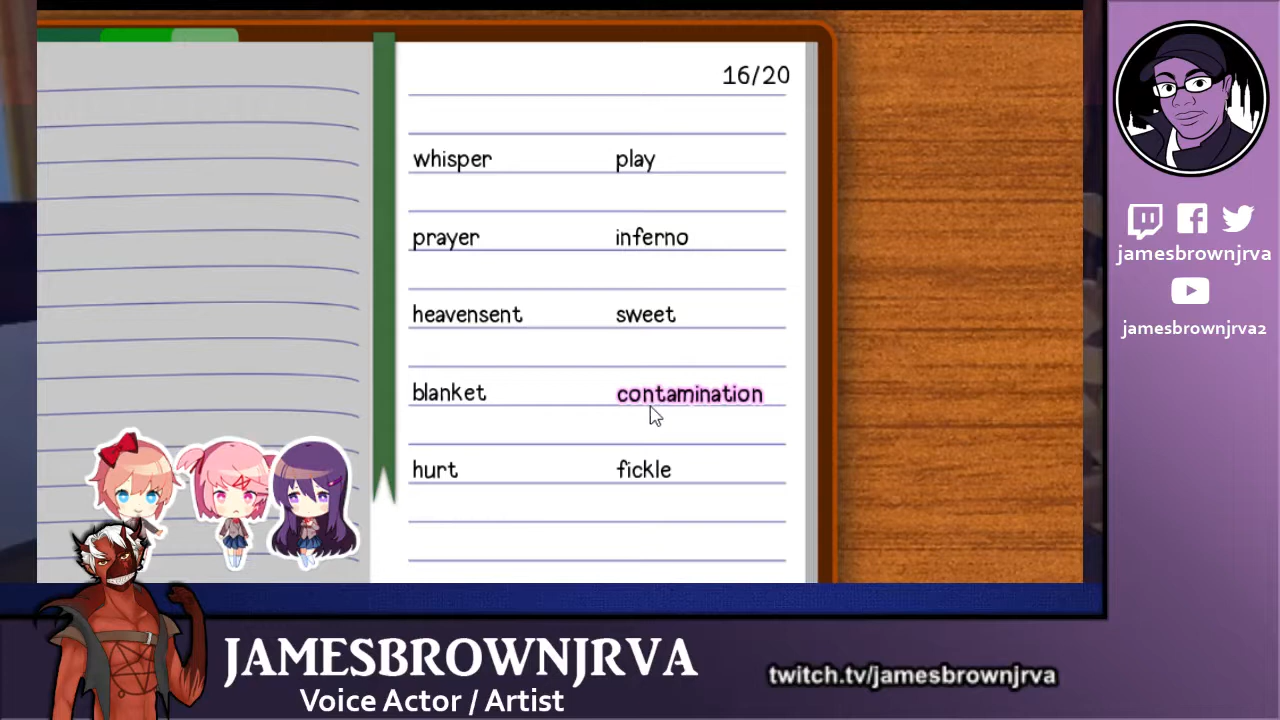 16/20
whisper play
prayer inferno
heavensent sweet
blanket contamination
hurt fickle
jamesbrownjrva
jamesbrownjrva2
JAMESBROWNJRVA
Voice Actor / Artist
twitch.tv/jamesbrownjrva